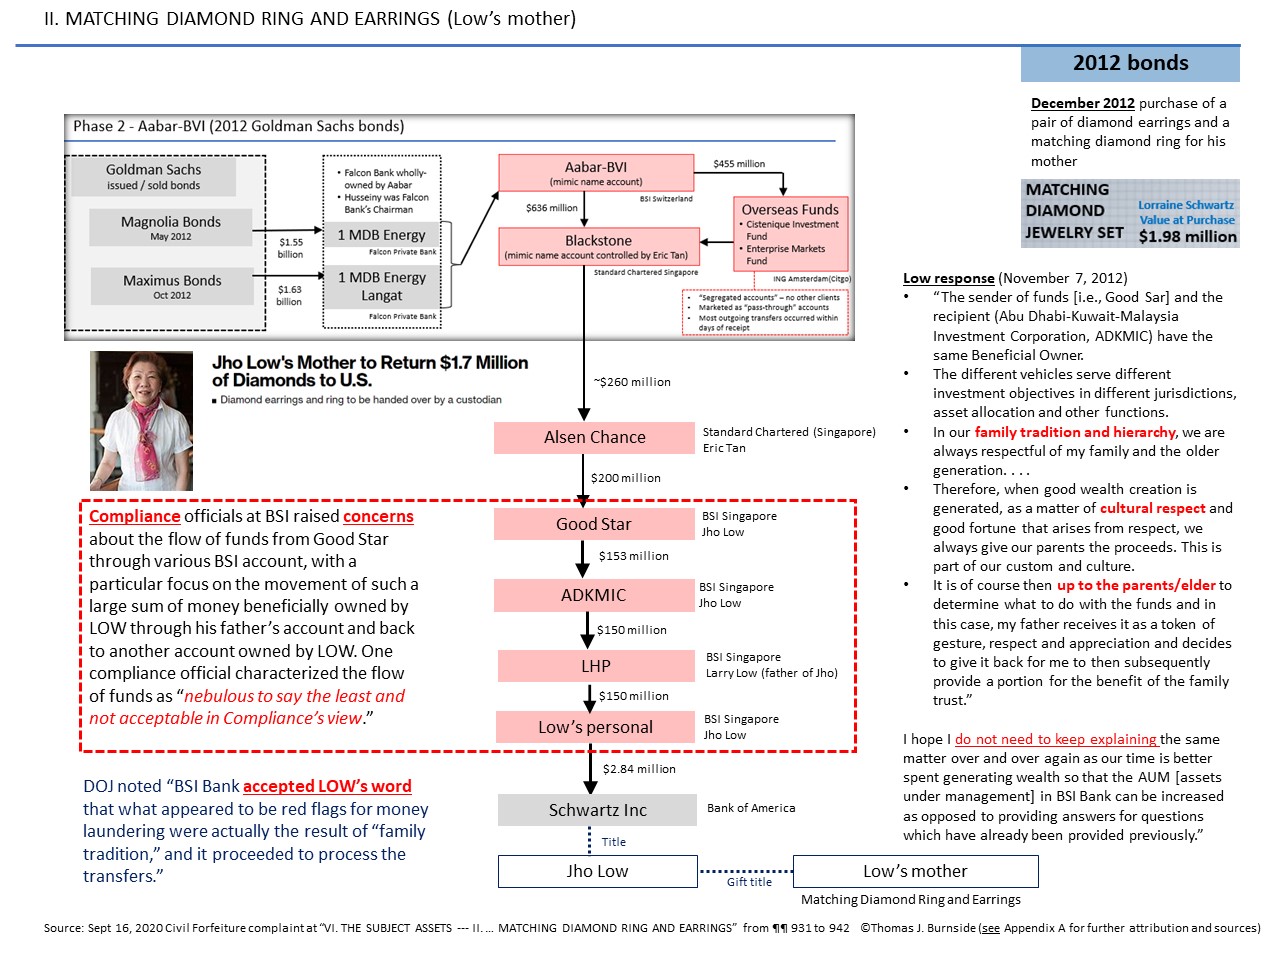 II. MATCHING DIAMOND RING AND EARRINGS (Low’s mother)
2012 bonds
December 2012 purchase of a
pair of diamond earrings and a
matching diamond ring for his
mother
MATCHING
DIAMOND
JEWELRY SET
Lorraine Schwartz
Value at Purchase
$1.98 million
Phase 2 - Aabar-BVI (2012 Goldman Sachs bonds)
Goldman Sachs
issued / sold bonds
Magnolia Bonds
May 2012
Maximus Bonds
Oct 2012
$1.55
billion
$1.63
billion
• Falcon Bank wholly-
owned by Aabar
• Husseiny was Falcon
Bank’s Chairman
1 MDB Energy
Falcon Private Bank
1 MDB Energy
Langat
Falcon Private Bank
Aabar-BVI
(mimic name account)
BSI Switzerland
$455 million
$636 million
Blackstone
(mimic name account controlled by Eric Tan)
Standard Chartered Singapore
Overseas Funds
• Cistenique Investment
Fund
• Enterprise Markets
Fund
ING Amsterdam(Citgo)
• “Segregated accounts” – no other clients
• Marketed as “pass-through” accounts
• Most outgoing transfers occurred within
days of receipt
Jho Low's Mother to Return $1.7 Million
of Diamonds to U.S.
■ Diamond earrings and ring to be handed over by a custodian
~$260 million
Alsen Chance
Standard Chartered (Singapore)
Eric Tan
$200 million
Good Star
BSI Singapore
Jho Low
$153 million
ADKMIC
BSI Singapore
Jho Low
$150 million
LHP
BSI Singapore
Larry Low (father of Jho)
$150 million
Low’s personal
BSI Singapore
Jho Low
$2.84 million
Schwartz Inc
Bank of America
Title
Jho Low
Gift title
Low’s mother
Matching Diamond Ring and Earrings
Compliance officials at BSI raised concerns
about the flow of funds from Good Star
through various BSI account, with a
particular focus on the movement of such a
large sum of money beneficially owned by
LOW through his father’s account and back
to another account owned by LOW. One
compliance official characterized the flow
of funds as “nebulous to say the least and
not acceptable in Compliance’s view.”
DOJ noted “BSI Bank accepted LOW’s word
that what appeared to be red flags for money
laundering were actually the result of “family
tradition,” and it proceeded to process the
transfers.”
Low response (November 7, 2012)
• “The sender of funds [i.e., Good Sar] and the
recipient (Abu Dhabi-Kuwait-Malaysia
Investment Corporation, ADKMIC) have the
same Beneficial Owner.
• The different vehicles serve different
investment objectives in different jurisdictions,
asset allocation and other functions.
• In our family tradition and hierarchy, we are
always respectful of my family and the older
generation. . . .
• Therefore, when good wealth creation is
generated, as a matter of cultural respect and
good fortune that arises from respect, we
always give our parents the proceeds. This is
part of our custom and culture.
• It is of course then up to the parents/elder to
determine what to do with the funds and in
this case, my father receives it as a token of
gesture, respect and appreciation and decides
to give it back for me to then subsequently
provide a portion for the benefit of the family
trust.”
I hope I do not need to keep explaining the same
matter over and over again as our time is better
spent generating wealth so that the AUM [assets
under management] in BSI Bank can be increased
as opposed to providing answers for questions
which have already been provided previously.”
Source: Sept 16, 2020 Civil Forfeiture complaint at “VI. THE SUBJECT ASSETS --- II. … MATCHING DIAMOND RING AND EARRINGS” from ¶¶ 931 to 942 ©Thomas J. Burnside (see Appendix A for further attribution and sources)